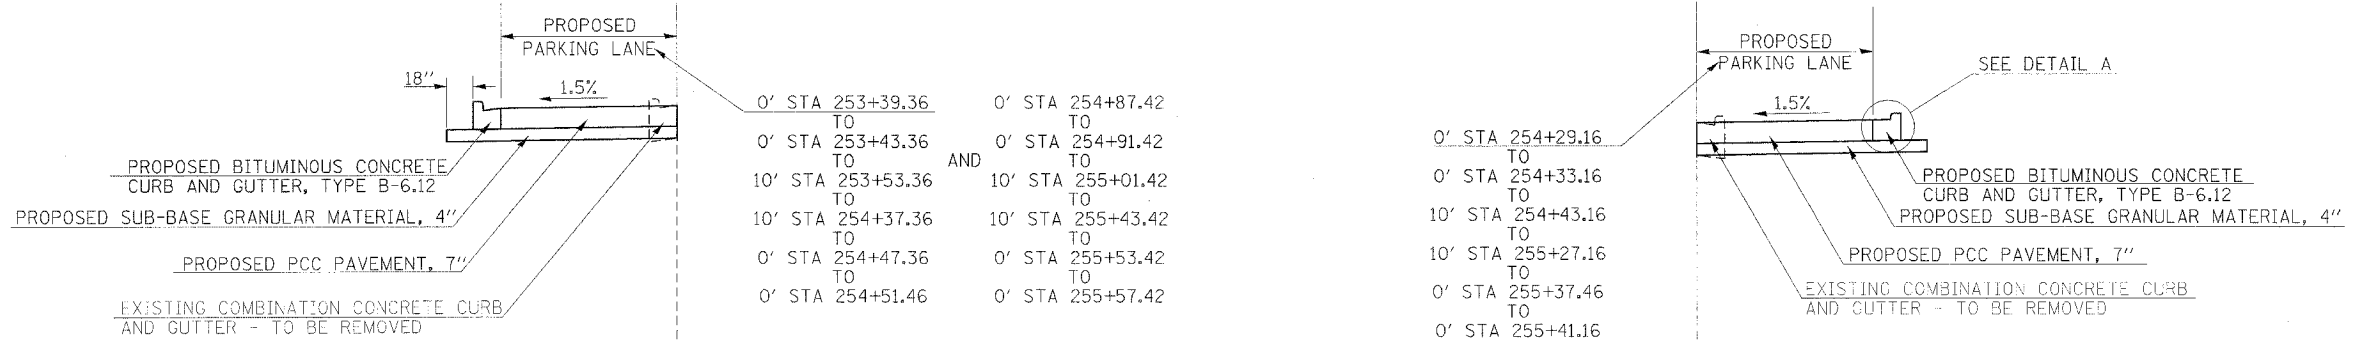 PROPOSED
PARKING LANE
18"
1.5%
PROPOSED BITUMINOUS CONCRETE
CURB AND GUTTER, TYPE B-6.12
PROPOSED SUB-BASE GRANULAR MATERIAL, 4"
PROPOSED PCC PAVEMENT, 7"
EXISTING COMBINATION CONCRETE CURB
AND GUTTER - TO BE REMOVED
0' STA 253+39.36
TO
0' STA 253+43.36
TO
10' STA 253+53.36
TO
10' STA 254+37.36
TO
0' STA 254+47.36
TO
0' STA 254+51.46
AND
0' STA 254+87.42
TO
0' STA 254+91.42
TO
10' STA 255+01.42
TO
10' STA 255+43.42
TO
0' STA 255+53.42
TO
0' STA 255+57.42
0' STA 254+29.16
TO
0' STA 254+33.16
TO
10' STA 254+43.16
TO
10' STA 255+27.16
TO
0' STA 255+37.46
TO
0' STA 255+41.16
PROPOSED
PARKING LANE
SEE DETAIL A
1.5%
PROPOSED BITUMINOUS CONCRETE
CURB AND GUTTER, TYPE B-6.12
PROPOSED SUB-BASE GRANULAR MATERIAL, 4"
PROPOSED PCC PAVEMENT, 7"
EXISTING COMBINATION CONCRETE CURB
AND GUTTER - TO BE REMOVED